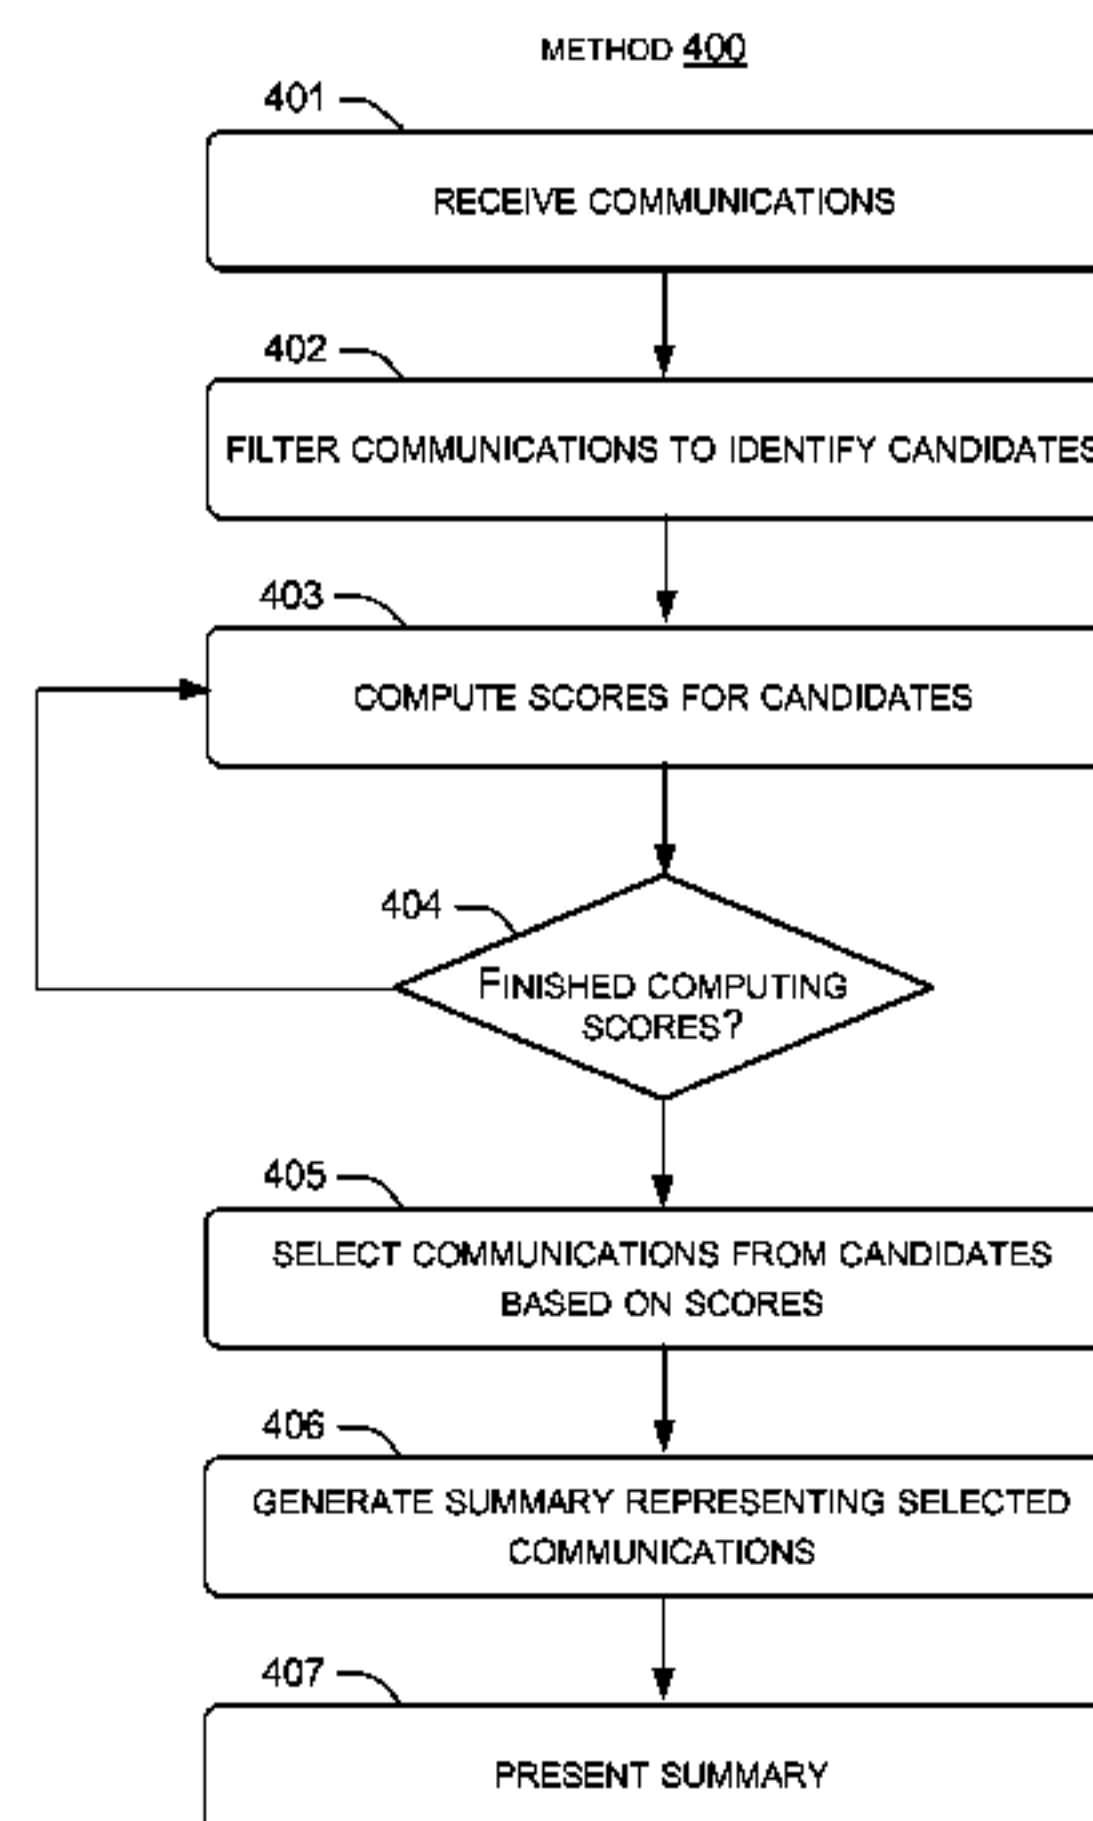 METHOD 400
401
RECEIVE COMMUNICATIONS
402
FILTER COMMUNICATIONS TO IDENTIFY CANDIDATES
403
COMPUTE SCORES FOR CANDIDATES
404
FINISHED COMPUTING
SCORES?
405
SELECT COMMUNICATIONS FROM CANDIDATES
BASED ON SCORES
406
GENERATE SUMMARY REPRESENTING SELECTED
COMMUNICATIONS
407
PRESENT SUMMARY